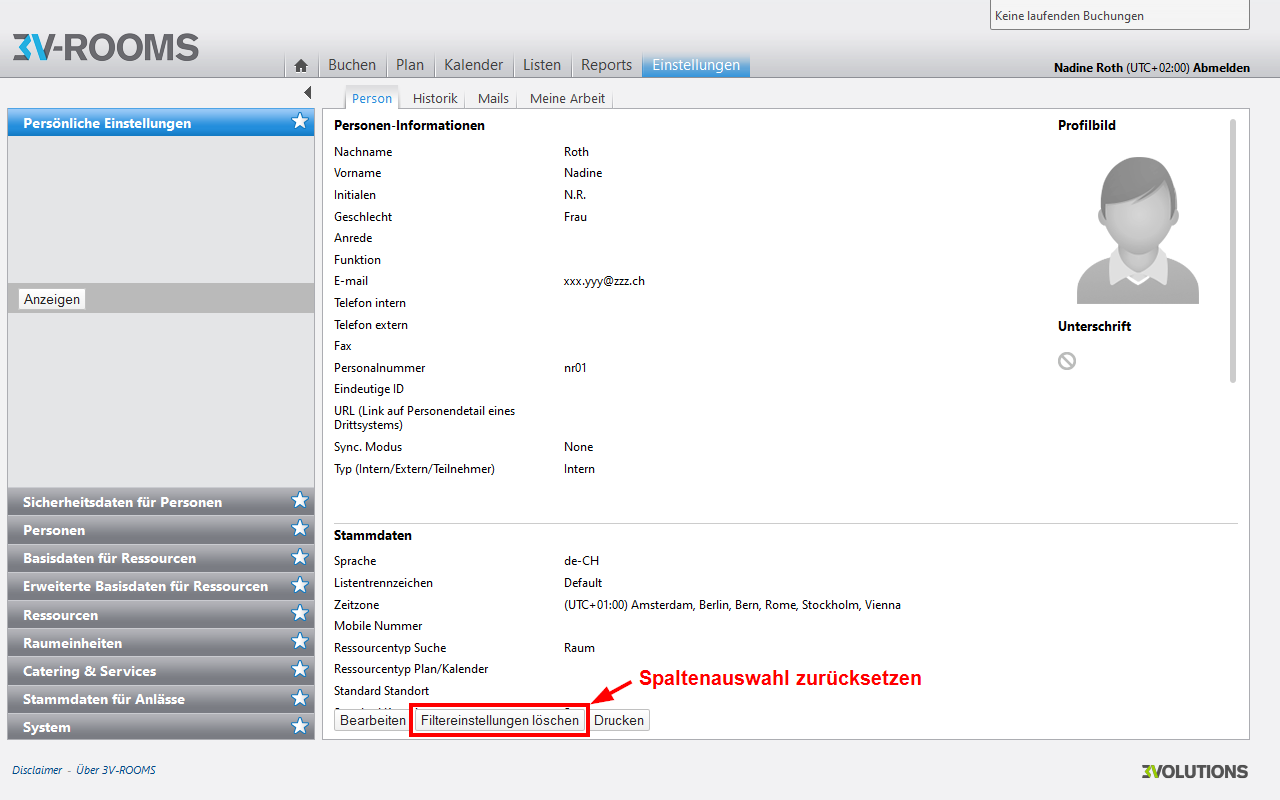 Keine laufenden Buchungen
3V-ROOMS
Buchen Plan Kalender Listen Reports Einstellungen
Nadine Roth (UTC+02:00) Abmelden
Person Historik Mails Meine Arbeit
Persönliche Einstellungen
Anzeigen
Sicherheitsdaten für Personen
Personen
Basisdaten für Ressourcen
Erweiterte Basisdaten für Ressourcen
Ressourcen
Raumeinheiten
Catering & Services
Stammdaten für Anlässe
System
Personen-Informationen
Nachname Roth
Vorname Nadine
Initialen N.R.
Geschlecht Frau
Anrede
Funktion
E-mail xxx.yyy@zzz.ch
Telefon intern
Telefon extern
Fax
Personalnummer nr01
Eindeutige ID
URL (Link auf Personendetail eines
Drittsystems)
Sync. Modus None
Typ (Intern/Extern/Teilnehmer) Intern
Profilbild
Unterschrift
Stammdaten
Sprache de-CH
Listentrennzeichen Default
Zeitzone (UTC+01:00) Amsterdam, Berlin, Bern, Rome, Stockholm, Vienna
Mobile Nummer
Ressourcentyp Suche Raum
Ressourcentyp Plan/Kalender
Standard Standort
Spaltenauswahl zurücksetzen
Bearbeiten Filtereinstellungen löschen Drucken
Disclaimer - Über 3V-ROOMS
3VOLUTIONS